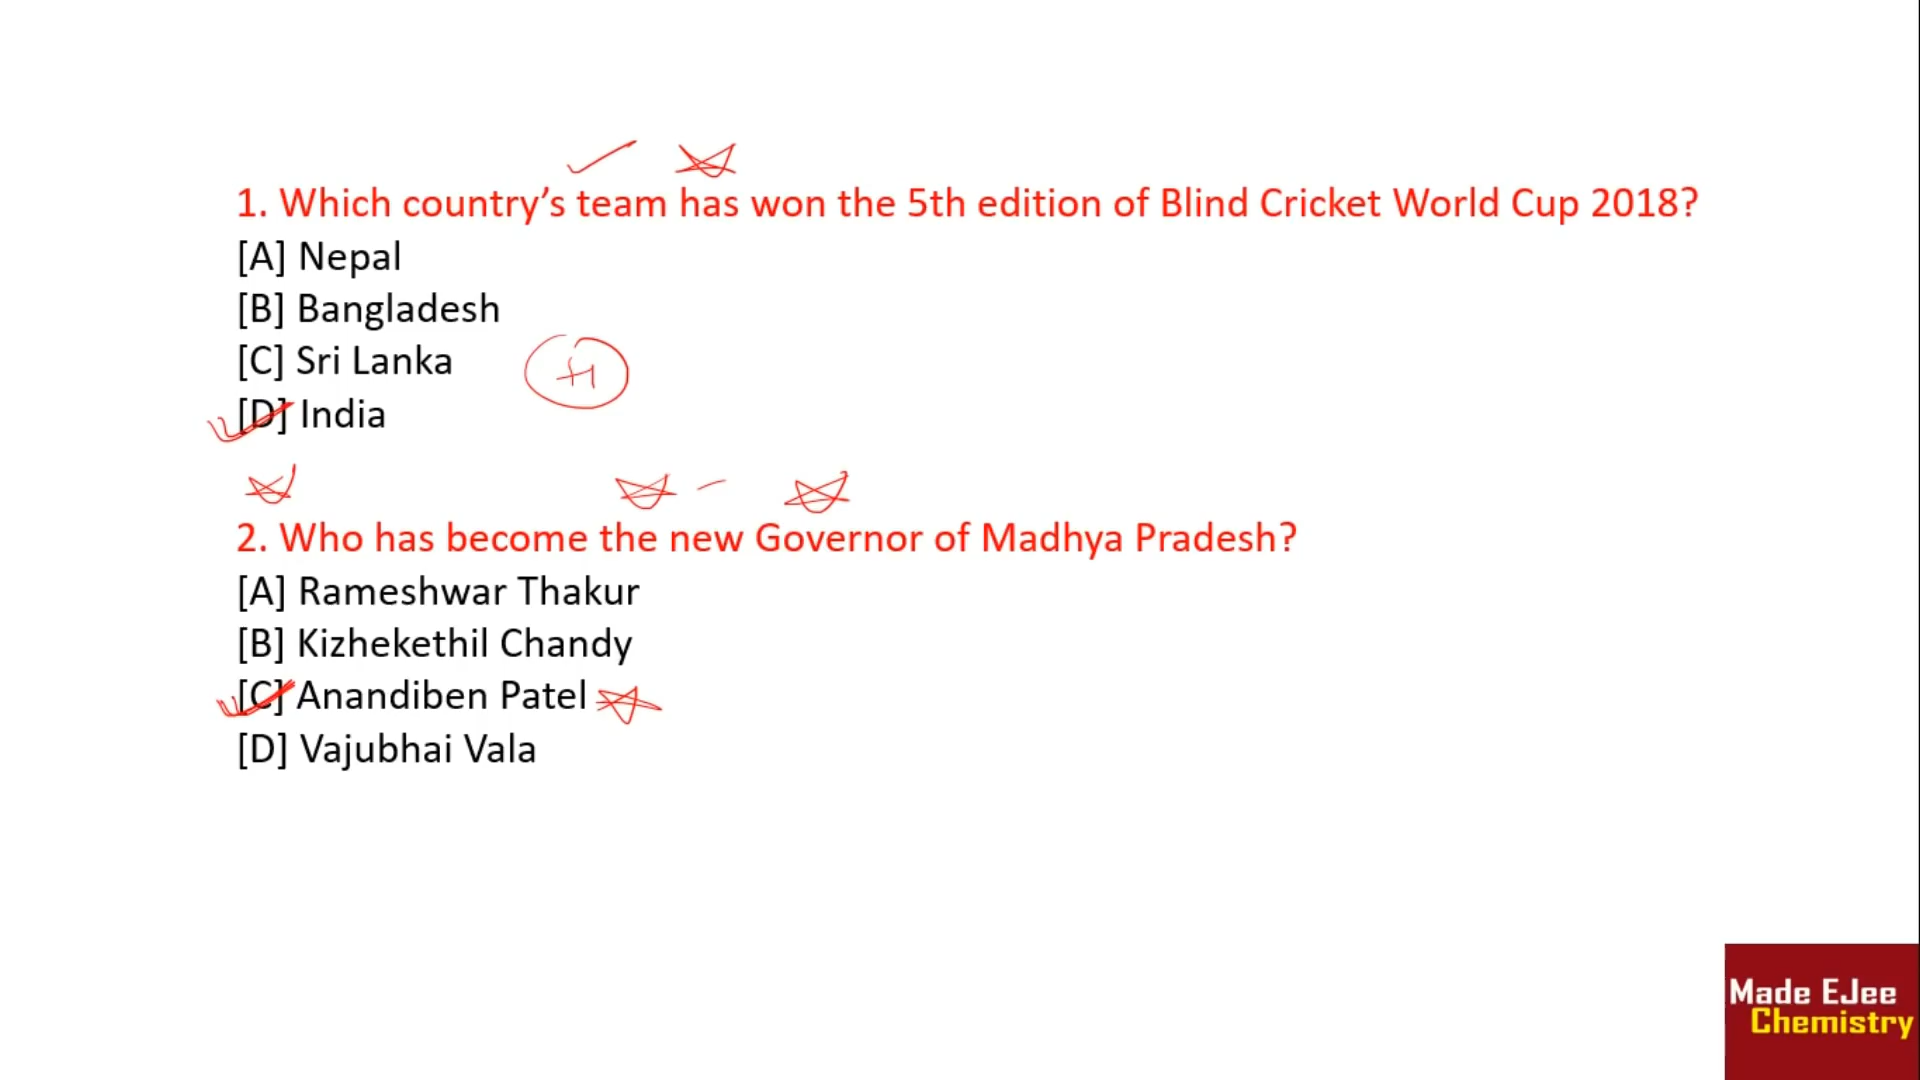 1. Which country’s team has won the 5th edition of Blind Cricket World Cup 2018?
[A] Nepal
[B] Bangladesh
[C] Sri Lanka
[D] India
2. Who has become the new Governor of Madhya Pradesh?
[A] Rameshwar Thakur
[B] Kizhekethil Chandy
[C] Anandiben Patel
[D] Vajubhai Vala
Made EJee
Chemistry